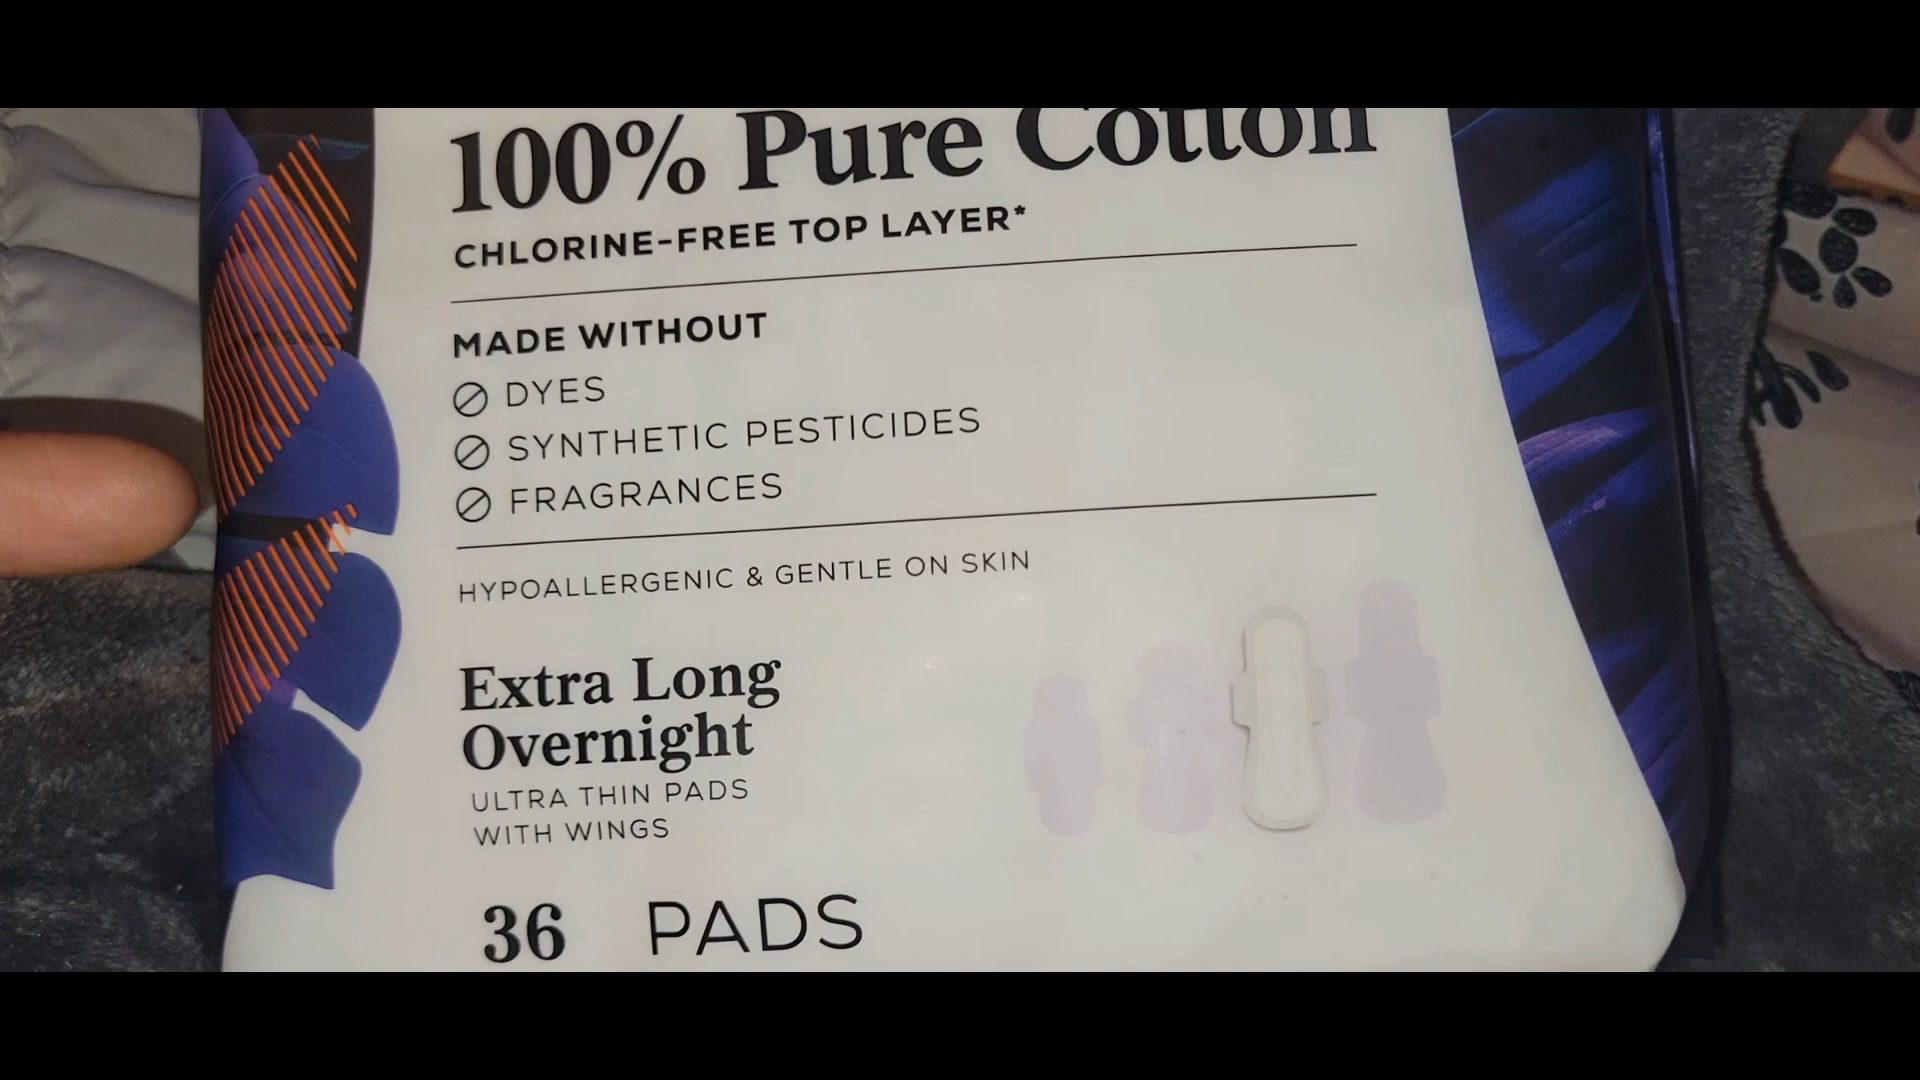 100% Pure Cotton
CHLORINE-FREE TOP LAYER*
MADE WITHOUT
DYES
SYNTHETIC PESTICIDES
FRAGRANCES
HYPOALLERGENIC & GENTLE ON SKIN
Extra Long
Overnight
ULTRA THIN PADS
WITH WINGS
36 PADS